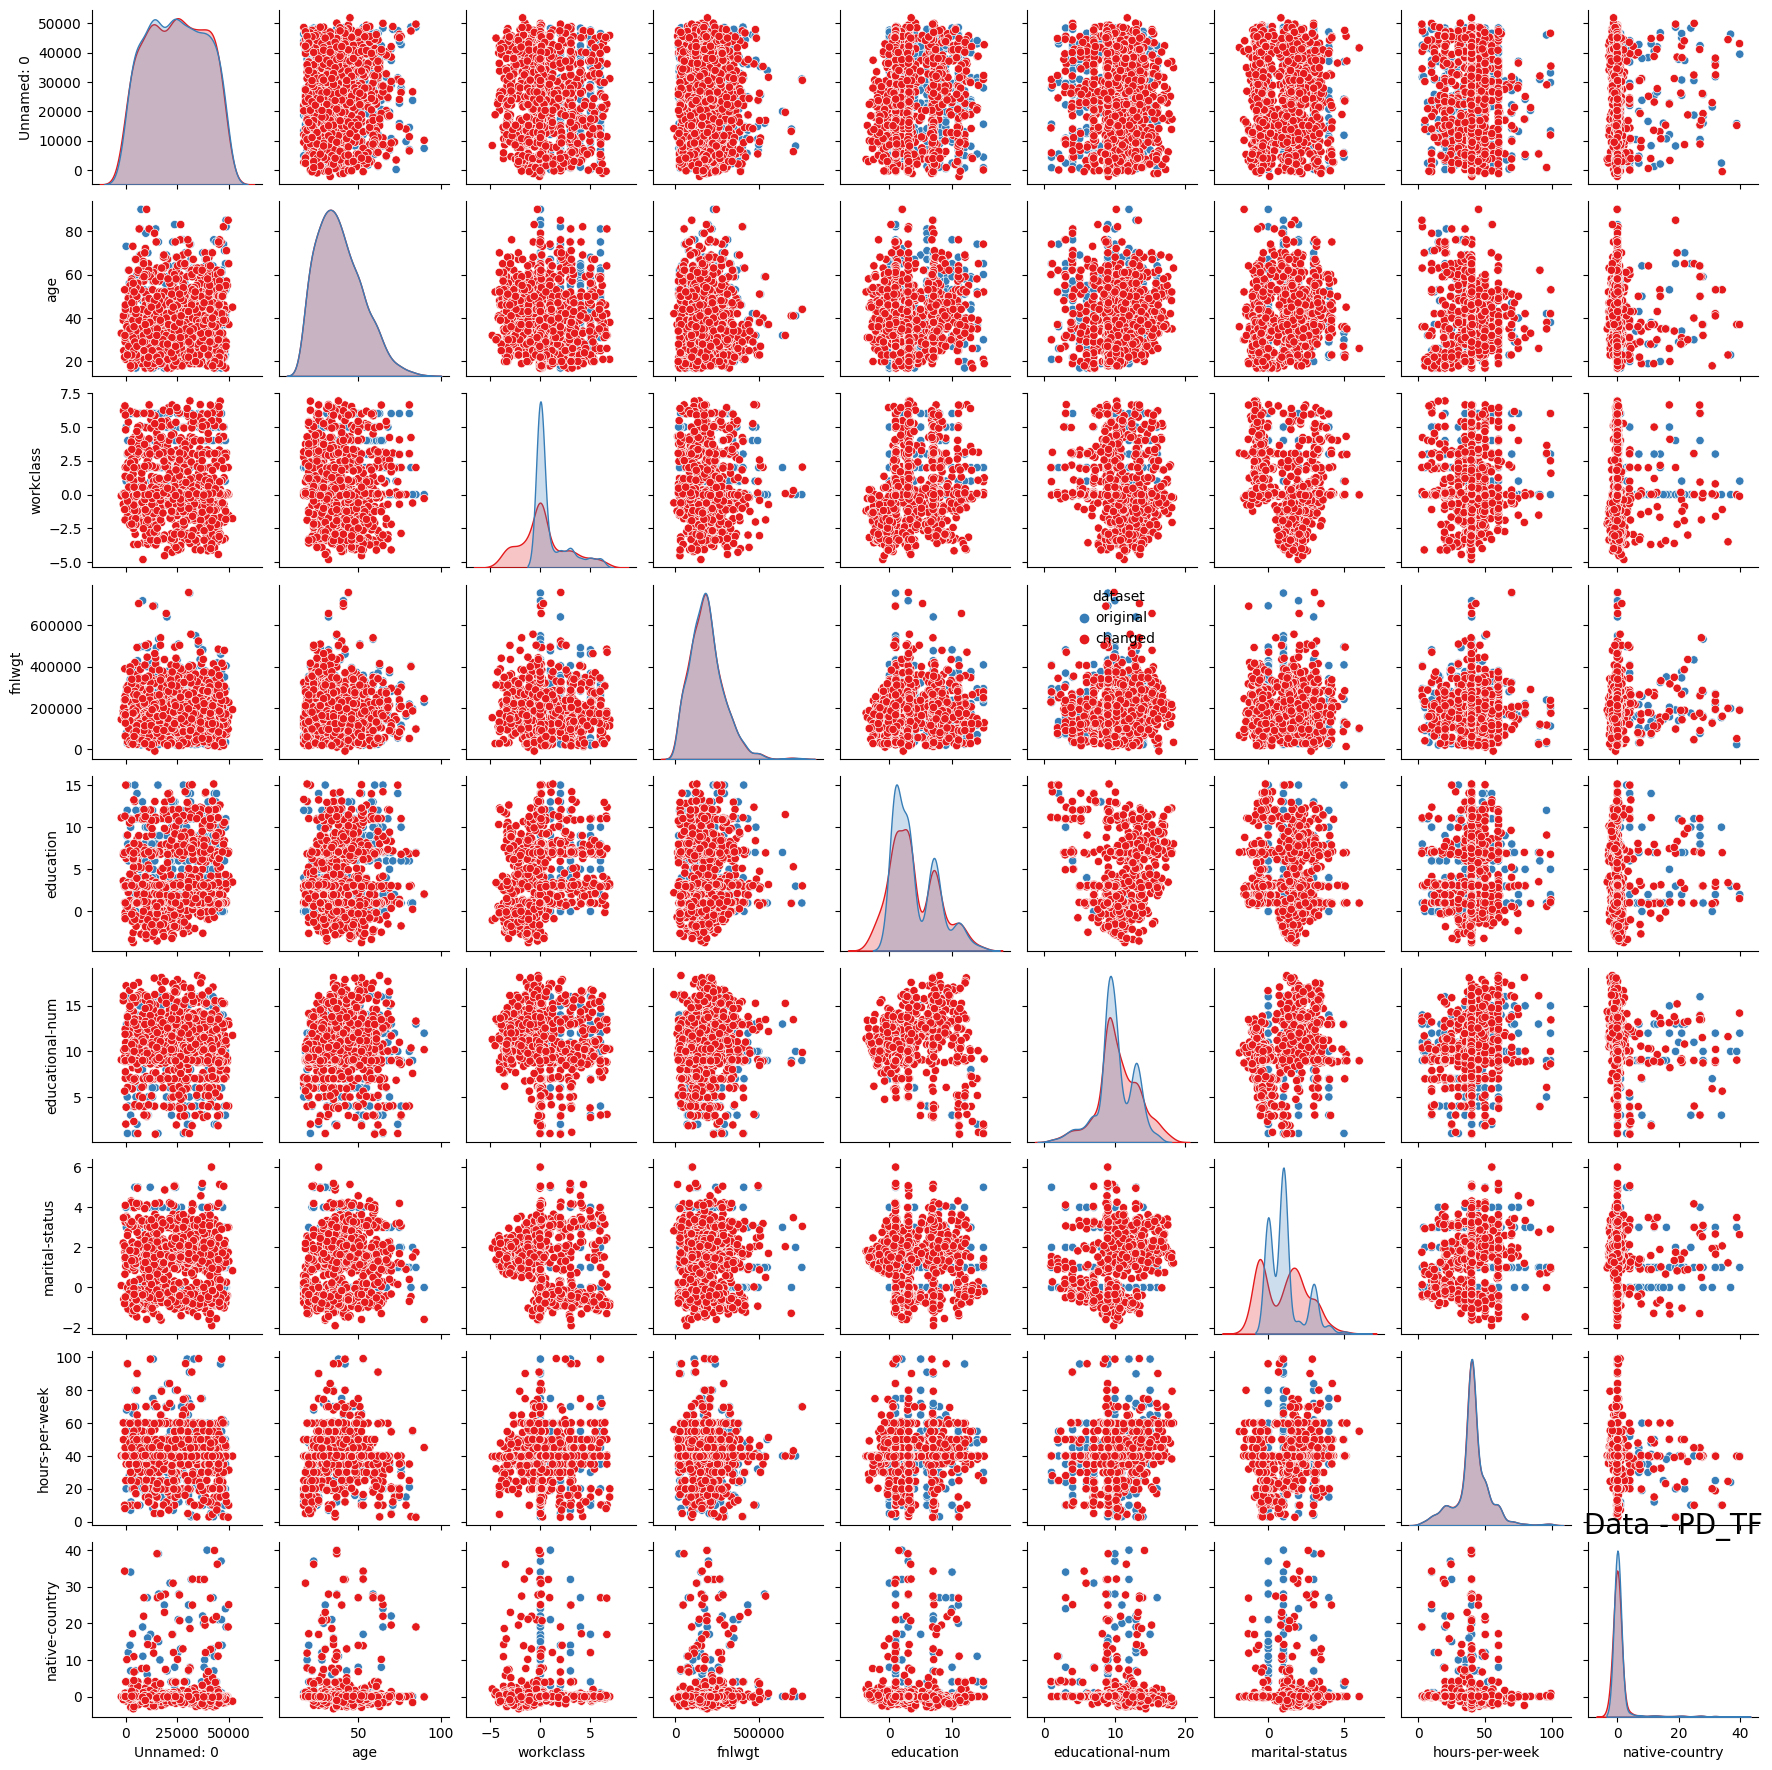 Unnamed: 0
50000
40000
30000
20000
10000
0
age
80
60
40
20
workclass
7.5
5.0
2.5
0.0
−2.5
−5.0
fnlwgt
600000
400000
200000
0
dataset
original
changed
education
15
10
5
0
educational-num
15
10
5
marital-status
6
4
2
0
−2
hours-per-week
100
80
60
40
20
0
Data - PD_TF
native-country
40
30
20
10
0
0 25000 50000 50 100 −5 0 5 0 500000 0 10 0 10 20 0 5 0 50 100 0 20 40
Unnamed: 0 age workclass fnlwgt education educational-num marital-status hours-per-week native-country